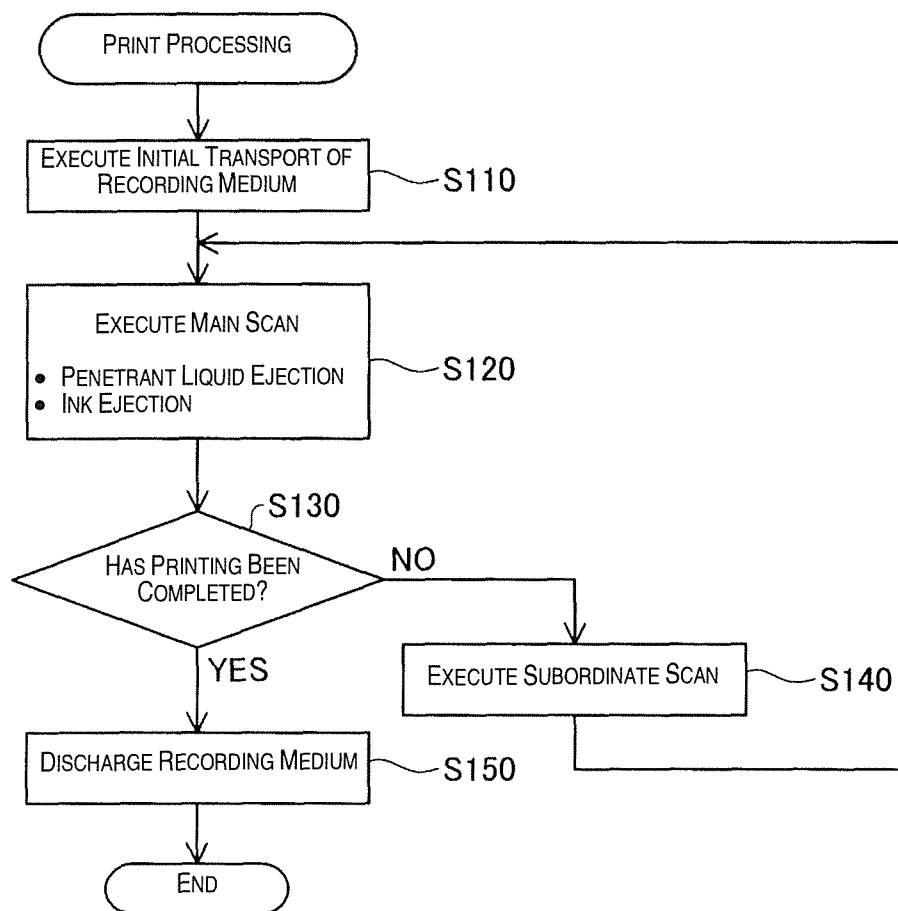 PRINT PROCESSING
EXECUTE INITIAL TRANSPORT OF
RECORDING MEDIUM
S110
EXECUTE MAIN SCAN
• PENETRANT LIQUID EJECTION
• INK EJECTION
S120
S130
HAS PRINTING BEEN
COMPLETED?
NO
YES
EXECUTE SUBORDINATE SCAN
S140
DISCHARGE RECORDING MEDIUM
S150
END